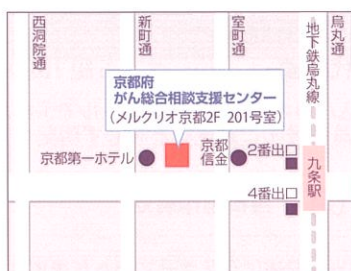 西洞院通
新町通
室町通
地下鉄烏丸線
烏丸通
京都府
がん総合相談支援センター
(メルクリオ京都2F 201号室)
京都第一ホテル
京都
信金
2番出口
九条駅
4番出口